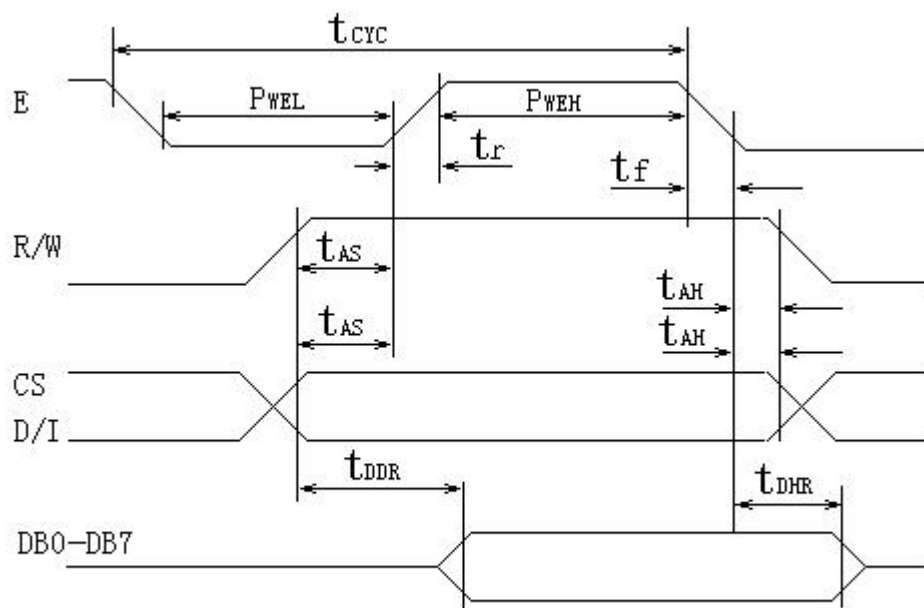 tCYC
E
PWEL
PWEH
tr
tf
R/W
tAS
tAH
tAS
tAH
CS
D/I
tDDR
tDHR
DB0-DB7